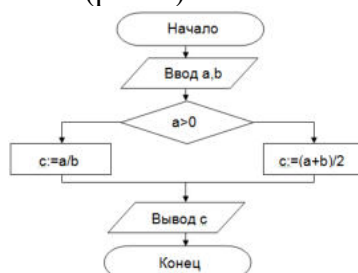 Начало
Ввод a,b
a>0
c:=a/b
c:=(a+b)/2
Вывод c
Конец